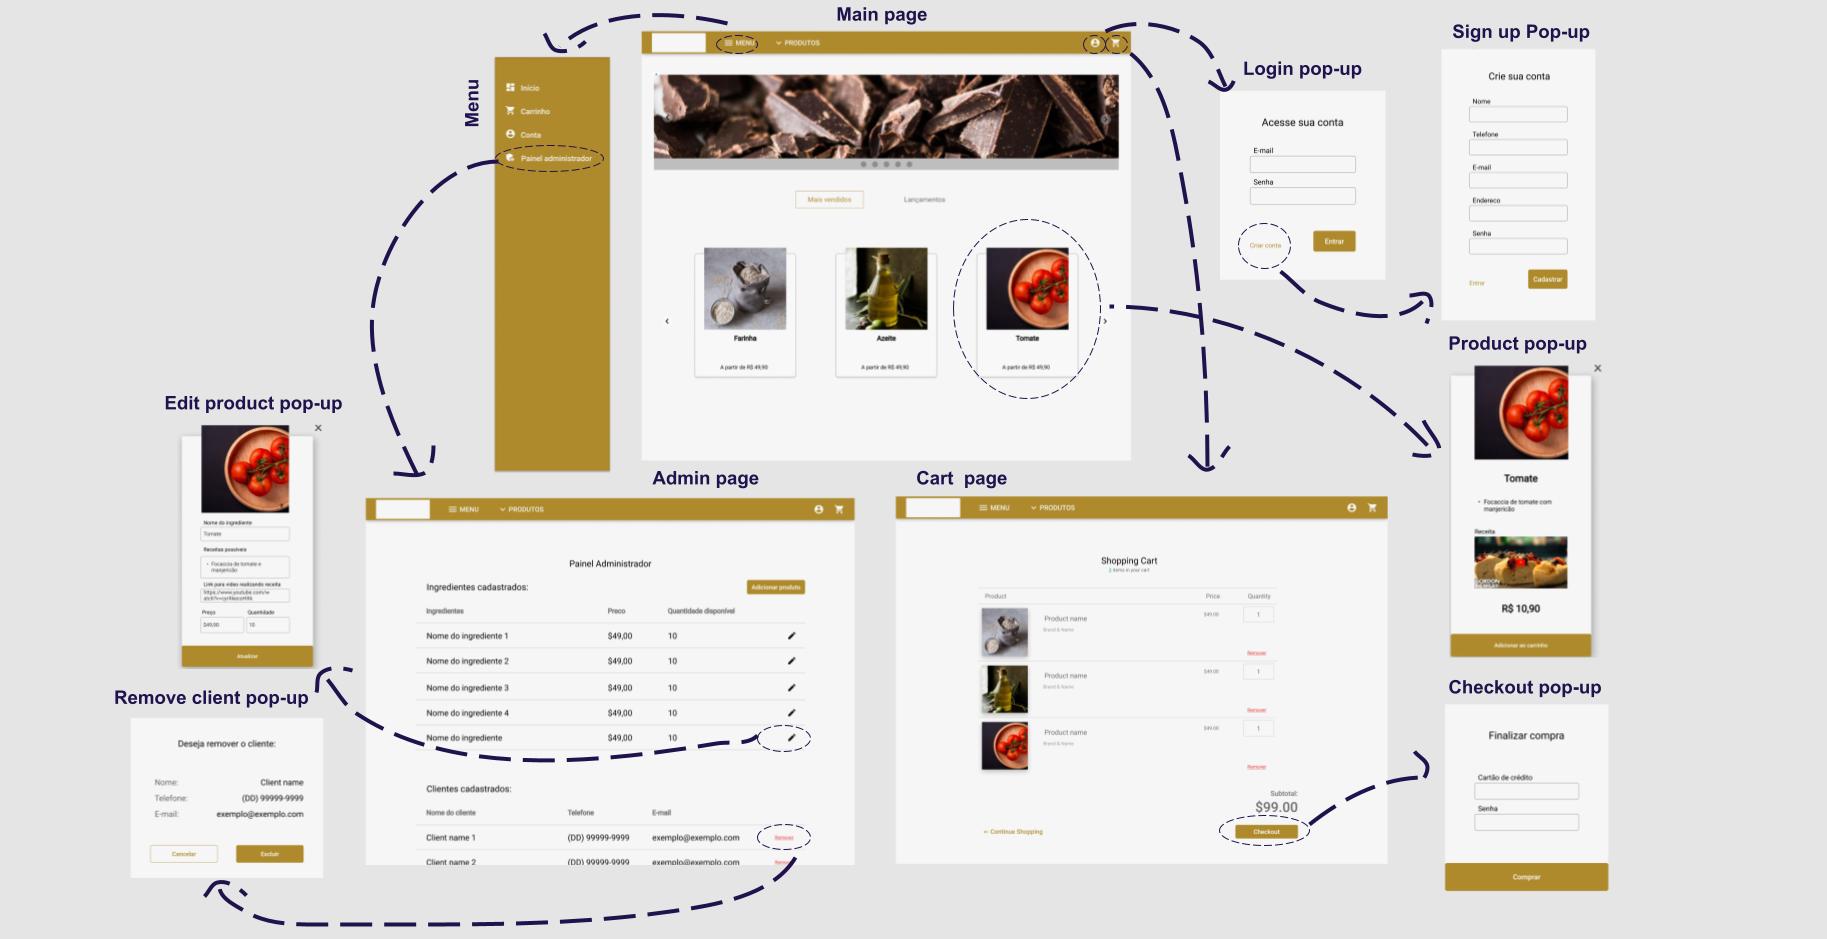 Main page
MENU
PRODUTOS
Mais vendidos
Lançamentos
Farinha
A partir de R$ 49,90
Azeite
A partir de R$ 49,90
Tomate
A partir de R$ 49,90
Menu
Início
Carrinho
Conta
Painel administrador
Login pop-up
Acesse sua conta
E-mail
Senha
Criar conta
Entrar
Sign up Pop-up
Crie sua conta
Nome
Telefone
E-mail
Endereco
Senha
Entrar
Cadastrar
Product pop-up
Tomate
• Focaccia de tomate com
manjericão
Receita
GORDON
R$ 10,90
Adicionar ao carrinho
Edit product pop-up
Nome do ingrediente
Tomate
Receitas possíveis
• Focaccia de tomate e
manjericão
Link para video realizando receita
https://www.youtube.com/w
Preço
Quantidade
$49,90
10
Atualizar
Remove client pop-up
Deseja remover o cliente:
Nome:
Client name
Telefone:
(DD) 99999-9999
E-mail:
exemplo@exemplo.com
Cancelar
Excluir
Admin page
MENU
PRODUTOS
Painel Administrador
Ingredientes cadastrados:
Adicionar produto
Ingredientes
Preco
Quantidade disponível
Nome do ingrediente 1
$49,00
10
Nome do ingrediente 2
$49,00
10
Nome do ingrediente 3
$49,00
10
Nome do ingrediente 4
$49,00
10
Nome do ingrediente
$49,00
10
Clientes cadastrados:
Nome do cliente
Telefone
E-mail
Client name 1
(DD) 99999-9999
exemplo@exemplo.com
Remover
Client name 2
(DD) 99999-9999
exemplo@exemplo.com
Cart page
MENU
PRODUTOS
Shopping Cart
items in your cart
Product
Price
Quantity
Product name
Brand & Name
$49.00
1
Remover
Product name
Brand & Name
$49.00
1
Remover
Product name
Brand & Name
$49.00
1
Remover
Subtotal:
$99.00
← Continue Shopping
Checkout
Checkout pop-up
Finalizar compra
Cartão de crédito
Senha
Comprar